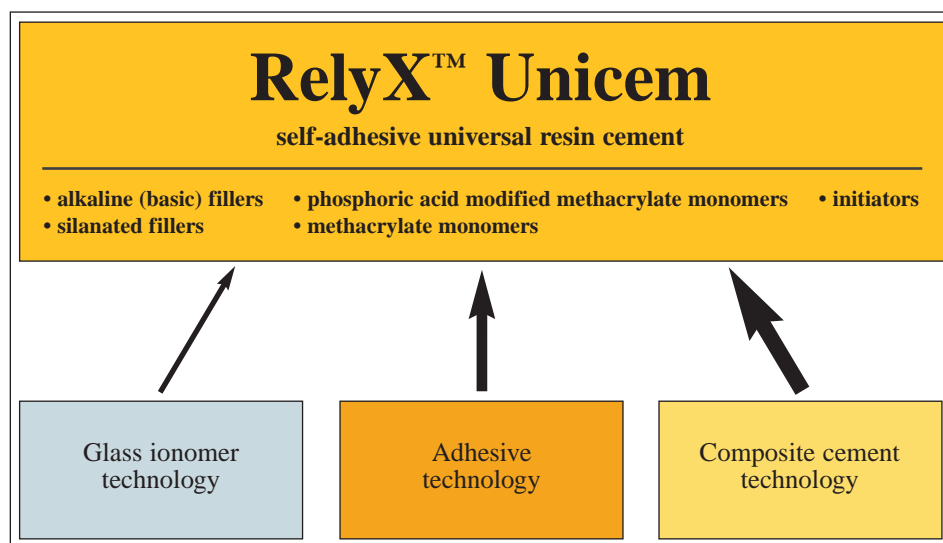 RelyX™ Unicem
self-adhesive universal resin cement
• alkaline (basic) fillers • phosphoric acid modified methacrylate monomers • initiators
• silanated fillers • methacrylate monomers
Glass ionomer
technology
Adhesive
technology
Composite cement
technology